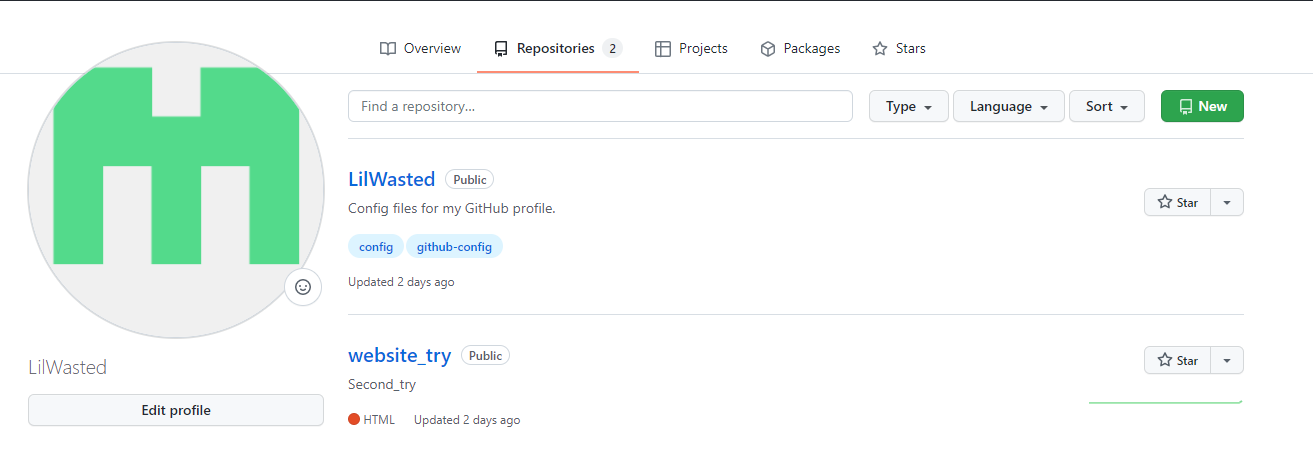 Overview Repositories 2 Projects Packages Stars
Find a repository... Type Language Sort New
LilWasted Public
Config files for my GitHub profile.
Star
config github-config
Updated 2 days ago
website_try Public
Star
Second_try
HTML Updated 2 days ago
LilWasted
Edit profile